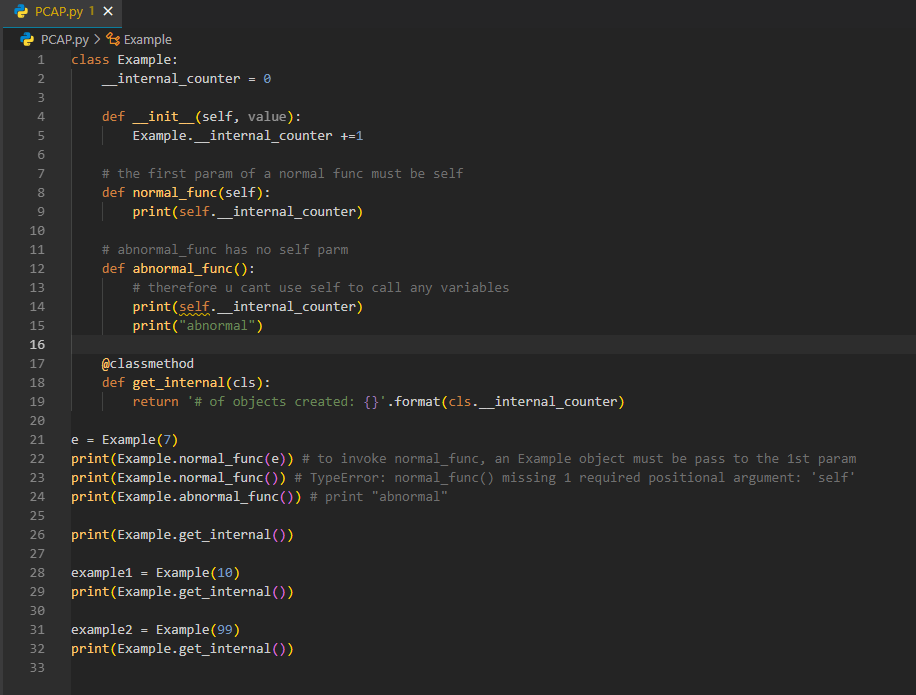 PCAP.py 1 ×
PCAP.py > Example
1 class Example:
2     __internal_counter = 0
3
4     def __init__(self, value):
5         Example.__internal_counter +=1
6
7     # the first param of a normal func must be self
8     def normal_func(self):
9         print(self.__internal_counter)
10
11     # abnormal_func has no self parm
12     def abnormal_func():
13         # therefore u cant use self to call any variables
14         print(self.__internal_counter)
15         print("abnormal")
16
17     @classmethod
18     def get_internal(cls):
19         return '# of objects created: {}'.format(cls.__internal_counter)
20
21 e = Example(7)
22 print(Example.normal_func(e)) # to invoke normal_func, an Example object must be pass to the 1st param
23 print(Example.normal_func()) # TypeError: normal_func() missing 1 required positional argument: 'self'
24 print(Example.abnormal_func()) # print "abnormal"
25
26 print(Example.get_internal())
27
28 example1 = Example(10)
29 print(Example.get_internal())
30
31 example2 = Example(99)
32 print(Example.get_internal())
33